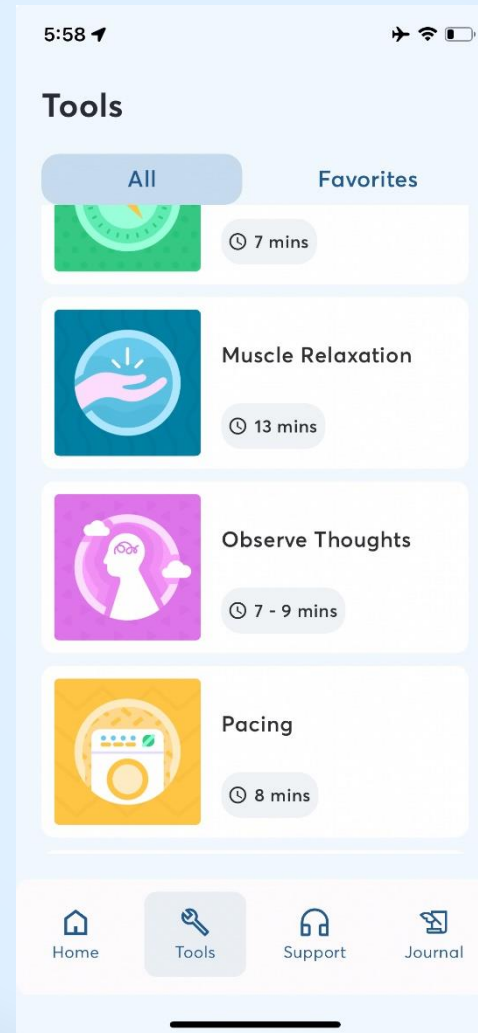 5:58
Tools
All
Favorites
7 mins
Muscle Relaxation
13 mins
Observe Thoughts
7 - 9 mins
Pacing
8 mins
Home
Tools
Support
Journal